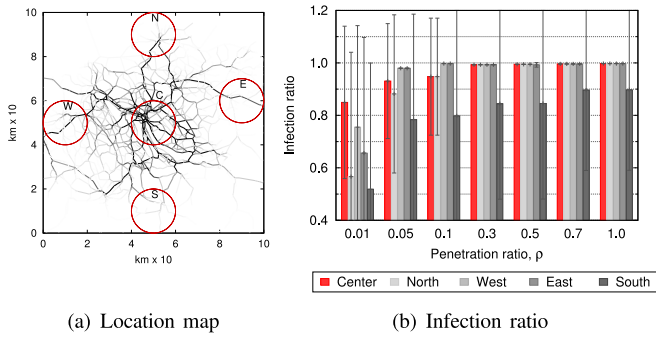 10
8
6
4
2
0
0 2 4 6 8 10
km x 10
km x 10
N
E
W
C
S
1.2
1.0
0.8
0.6
0.4
0.01 0.05 0.1 0.3 0.5 0.7 1.0
Infection ratio
Penetration ratio, ρ
Center North West East South
(a) Location map
(b) Infection ratio